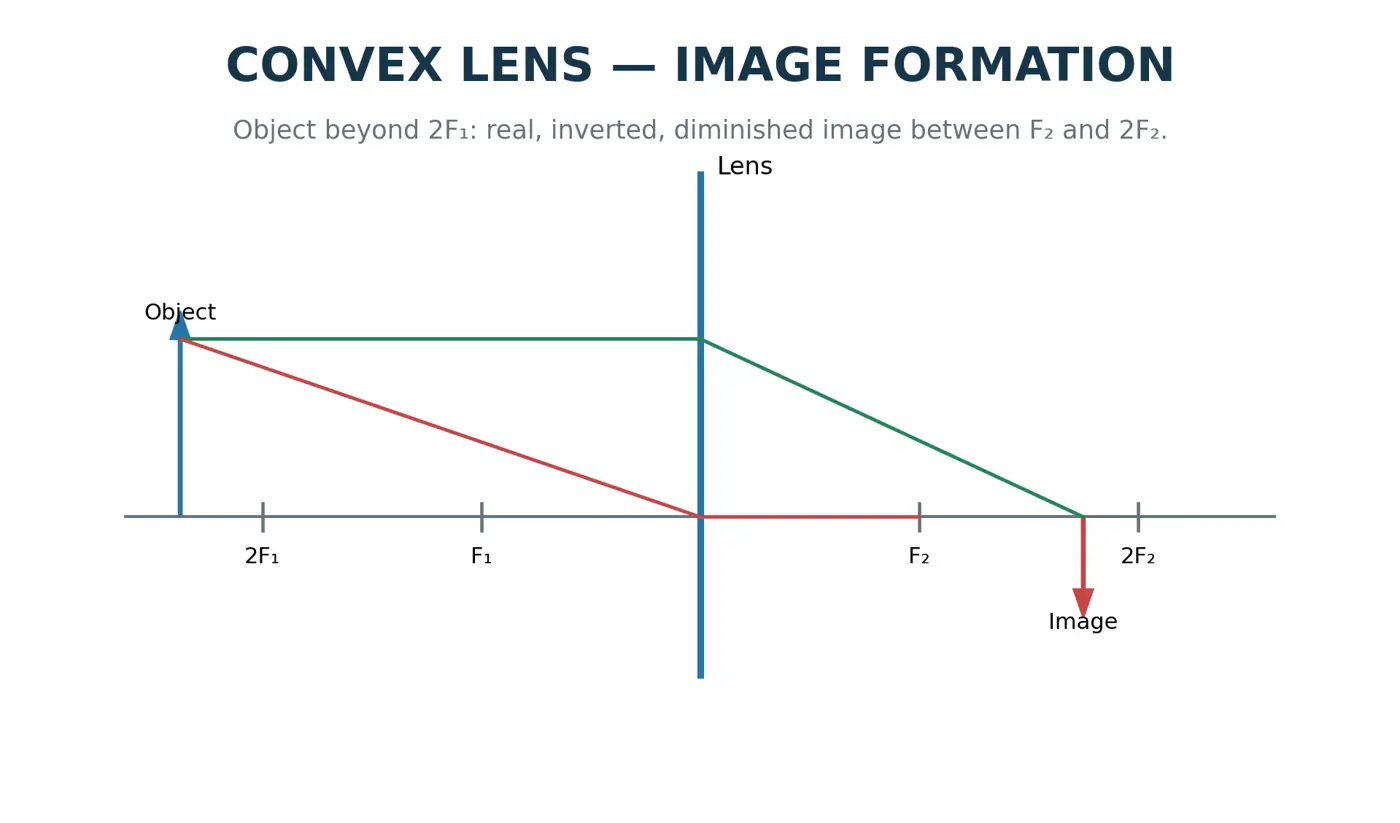 CONVEX LENS — IMAGE FORMATION
Object beyond 2F₁: real, inverted, diminished image between F₂ and 2F₂.
Lens
Object
2F₁
F₁
F₂
2F₂
Image